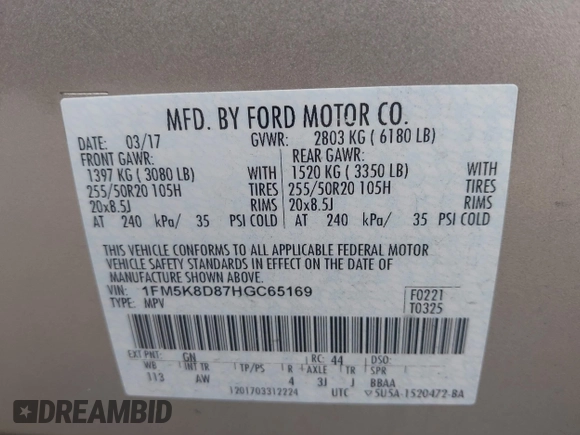 MFD. BY FORD MOTOR CO.
DATE: 03/17 GVWR: 2803 KG ( 6180 LB)
FRONT GAWR: REAR GAWR:
1397 KG ( 3080 LB) WITH 1520 KG ( 3350 LB) WITH
255/50R20 105H TIRES 255/50R20 105H TIRES
20x8.5J RIMS 20x8.5J RIMS
AT 240 kPa/ 35 PSI COLD AT 240 kPa/ 35 PSI COLD
THIS VEHICLE CONFORMS TO ALL APPLICABLE FEDERAL MOTOR
VEHICLE SAFETY STANDARDS IN EFFECT ON THE DATE OF
MANUFACTURE SHOWN ABOVE.
VIN: 1FM5K8D87HGC65169 F0221
TYPE: MPV T0325
EXT PNT: GN RC: 44 DSO:
WB INT TR TP/PS R AXLE TR SPR
113 AW 4 3J J BBAA
1201703312224 UTC 5U5A-1520472-BA
DREAMBID